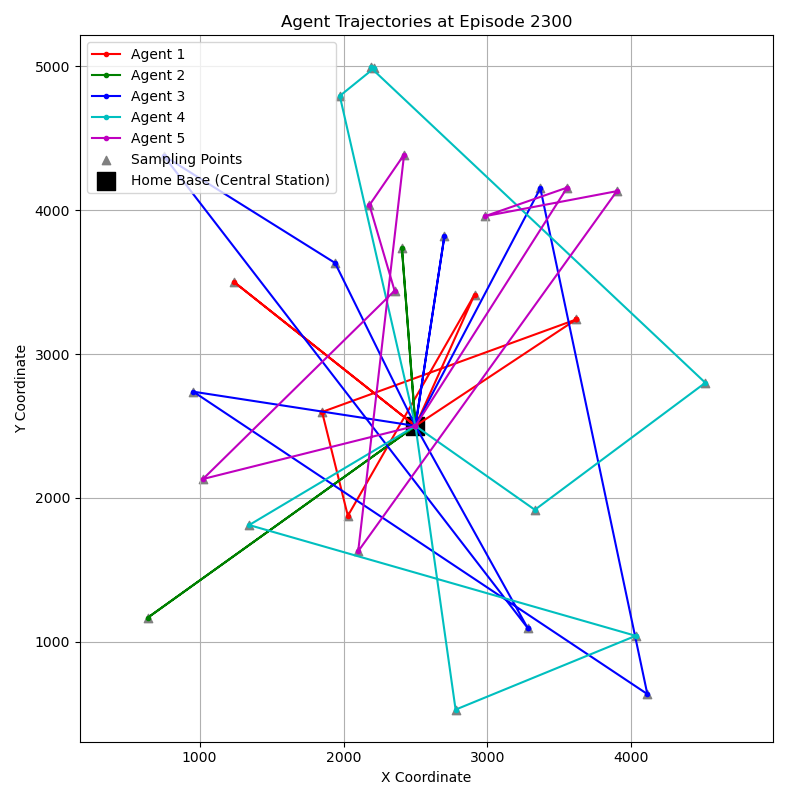 Agent Trajectories at Episode 2300
Agent 1
Agent 2
Agent 3
Agent 4
Agent 5
Sampling Points
Home Base (Central Station)
5000
4000
3000
2000
1000
Y Coordinate
1000 2000 3000 4000
X Coordinate